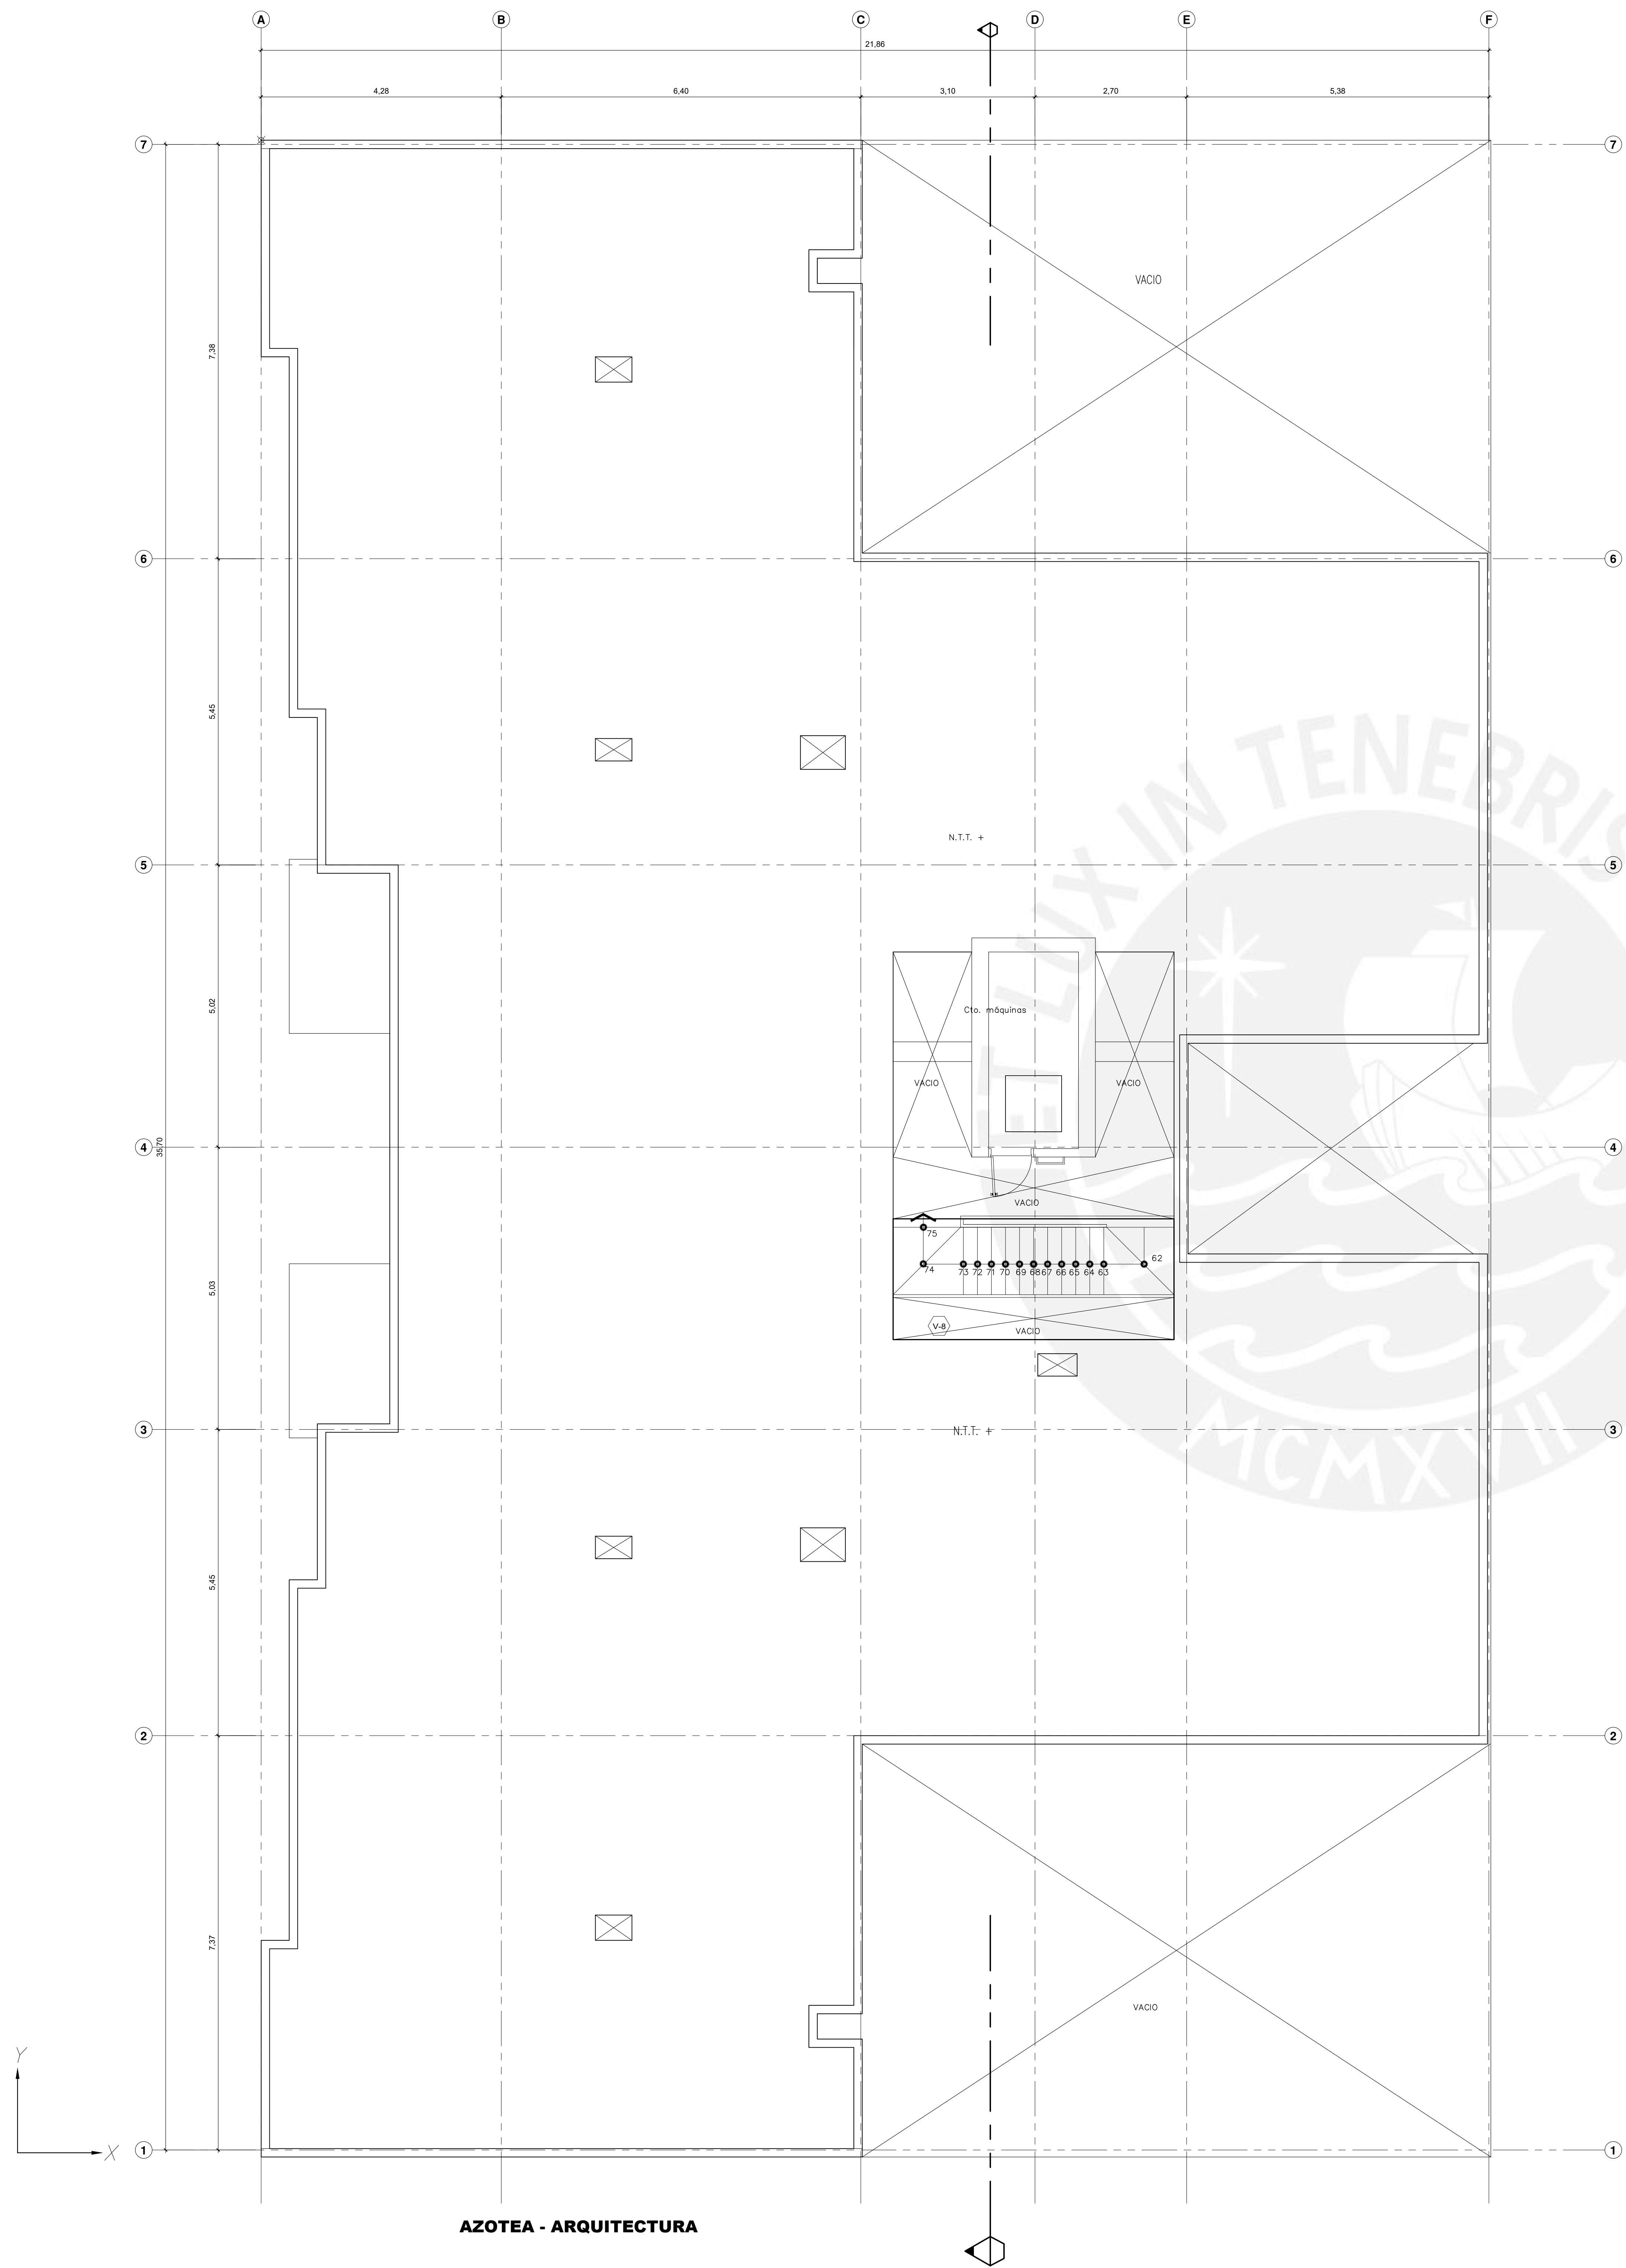 A B C D E F
21,86
4,28 6,40 3,10 2,70 5,38
7 7
VACIO
7,38
6 6
5,45
LUX IN TENEBRIS
N.T.T. +
5 5
5,02
Cto. máquinas
ET
VACIO VACIO
4 4
35,70
VACIO
75
62
74 73 72 71 70 69 68 67 66 65 64 63
5,03
V-8
VACIO
3 3
N.T.T. +
MCMXVII
5,45
2 2
7,37
VACIO
Y
X
1 1
AZOTEA - ARQUITECTURA